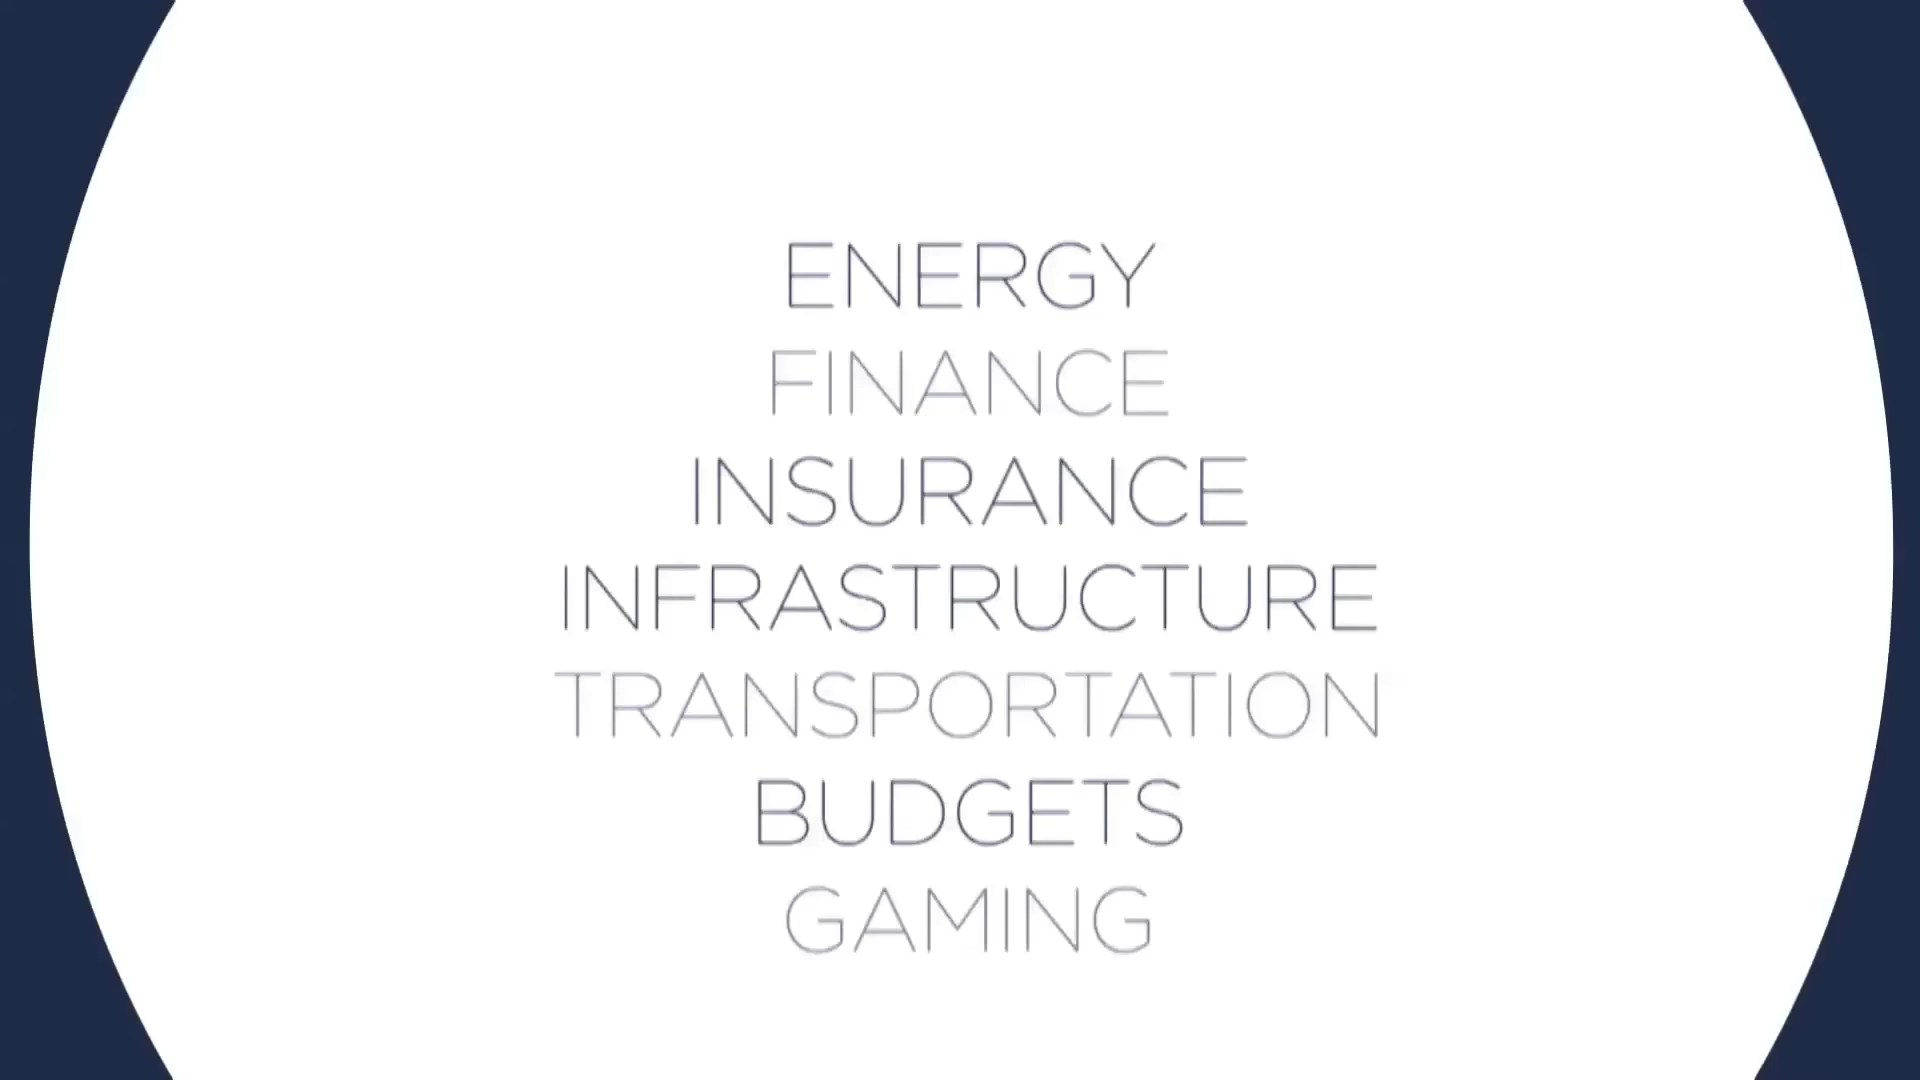 ENERGY
FINANCE
INSURANCE
INFRASTRUCTURE
TRANSPORTATION
BUDGETS
GAMING